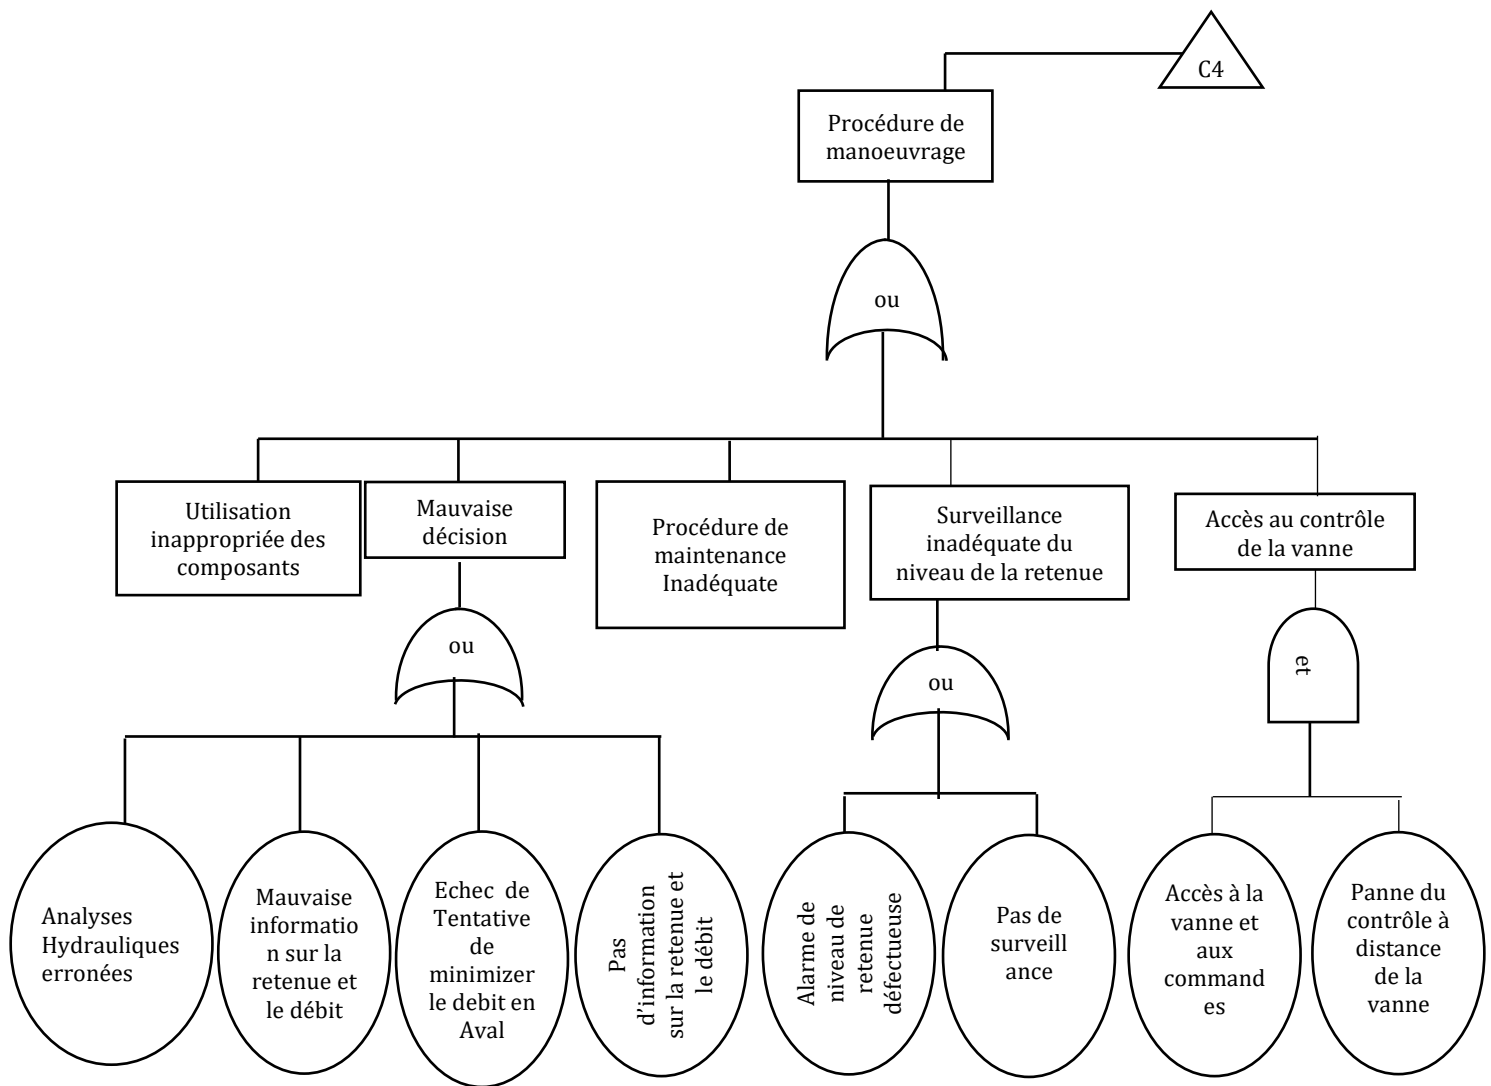 C4
Procédure de
manoeuvrage
ou
Utilisation
inappropriée des
composants
Mauvaise
décision
Procédure de
maintenance
Inadéquate
Surveillance
inadéquate du
niveau de la retenue
Accès au contrôle
de la vanne
ou
ou
et
Analyses
Hydrauliques
erronées
Mauvaise
informatio
n sur la
retenue et
le débit
Echec de
Tentative
de
minimizer
le debit en
Aval
Pas
d'information
sur la retenue et
le débit
Alarme de
niveau de
retenue
défectueuse
Pas de
surveill
ance
Accès à la
vanne et
aux
command
es
Panne du
contrôle à
distance
de la
vanne